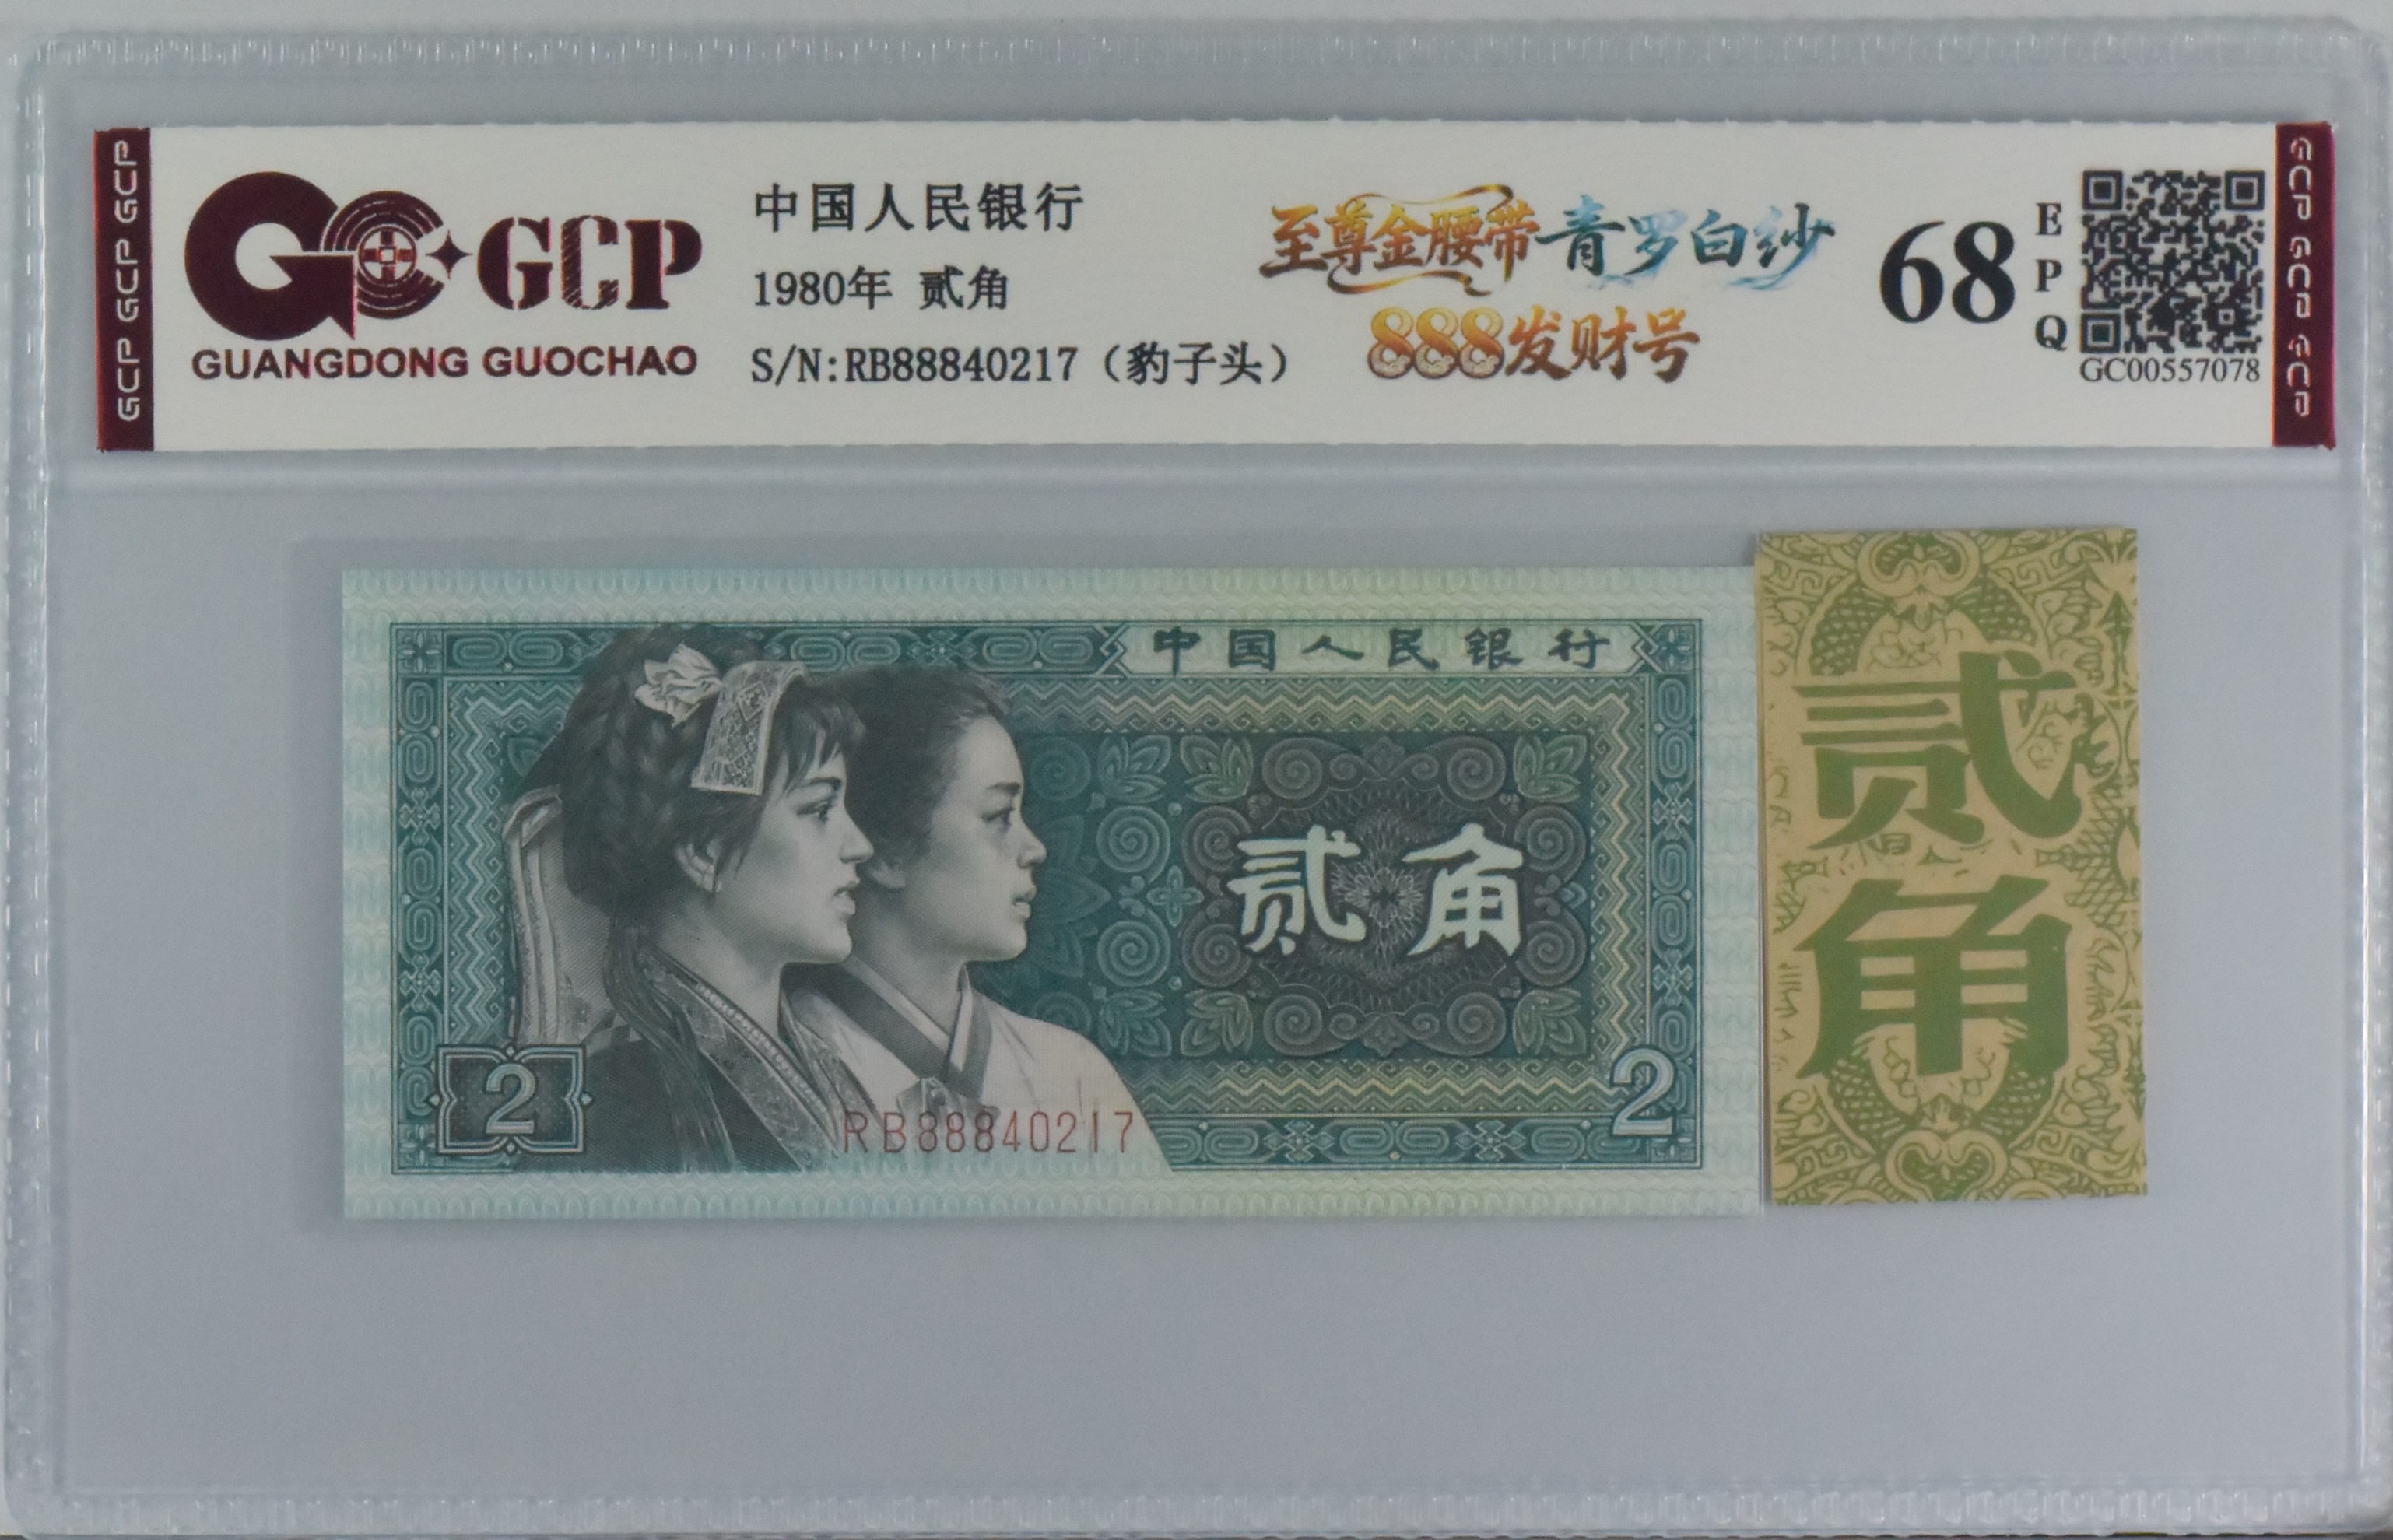 GCP GCP GCP
GCP
GUANGDONG GUOCHAO
中国人民银行
1980年 贰角
S/N:RB88840217（豹子头）
至尊金腰带青罗白纱
888发财号
68
EPQ
GC00557078
GCP GCP GCP
中国人民银行
贰角
2
RB88840217
2
贰角